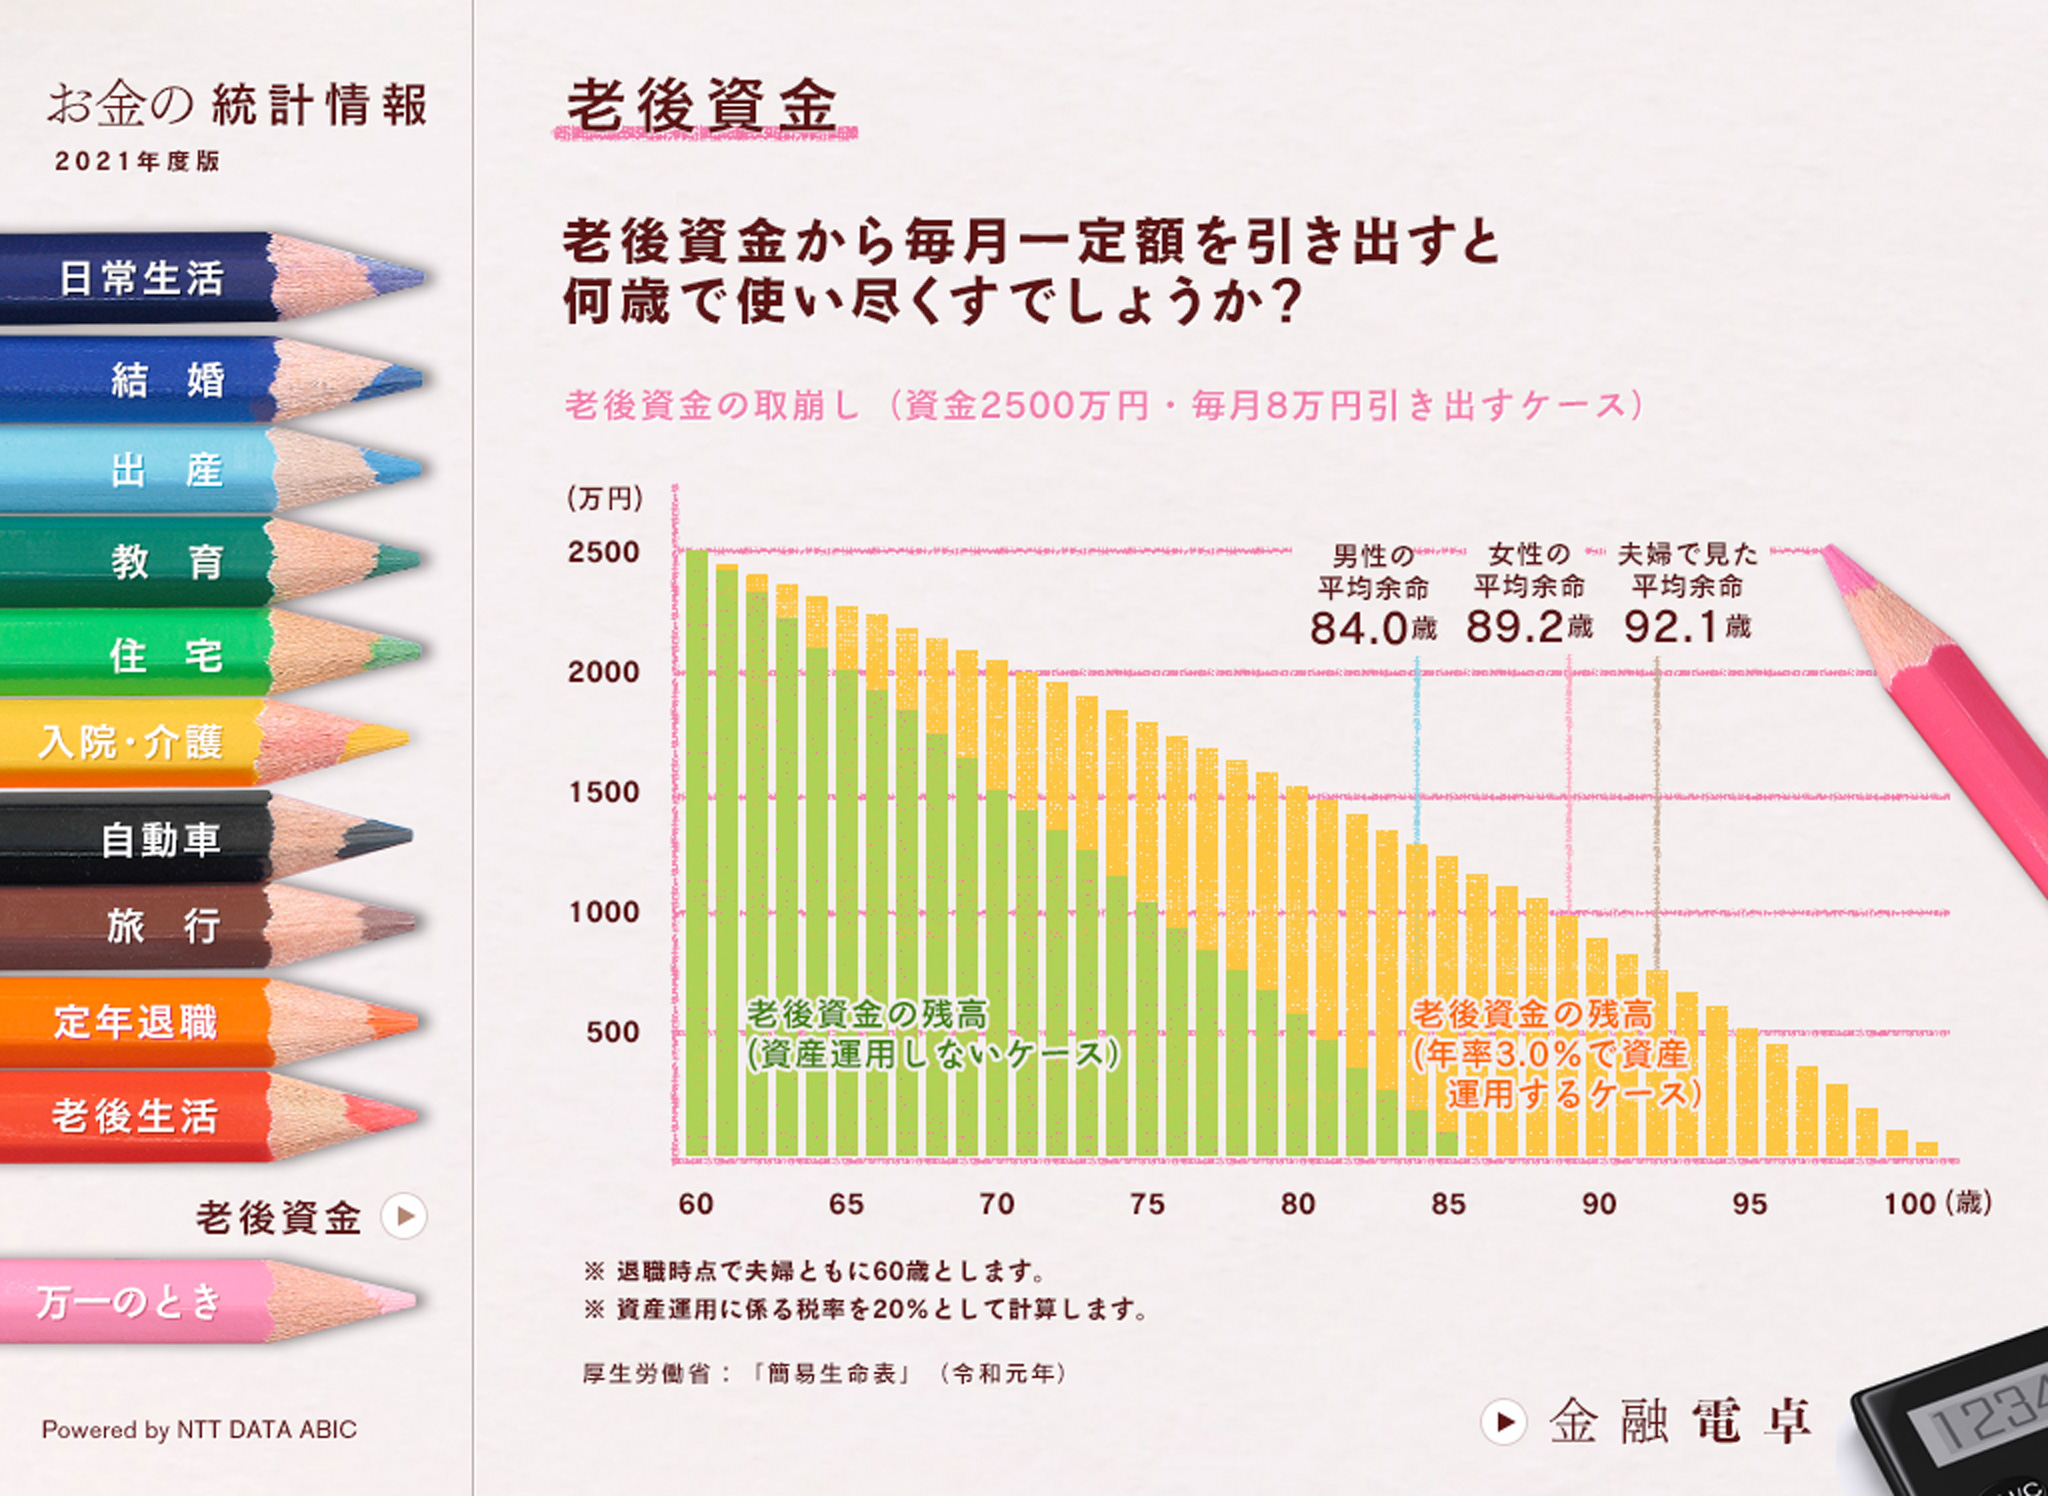 お金の統計情報
2021年度版
日常生活
結　婚
出　産
教　育
住　宅
入院・介護
自動車
旅　行
定年退職
老後生活
老後資金
万一のとき
Powered by NTT DATA ABIC
老後資金
老後資金から毎月一定額を引き出すと
何歳で使い尽くすでしょうか？
老後資金の取崩し（資金2500万円・毎月8万円引き出すケース）
(万円)
2500
2000
1500
1000
500
男性の
平均余命
84.0歳
女性の
平均余命
89.2歳
夫婦で見た
平均余命
92.1歳
老後資金の残高
(資産運用しないケース)
老後資金の残高
(年率3.0%で資産
運用するケース)
60 65 70 75 80 85 90 95 100 (歳)
※ 退職時点で夫婦ともに60歳とします。
※ 資産運用に係る税率を20%として計算します。
厚生労働省：「簡易生命表」（令和元年）
金融電卓
1234